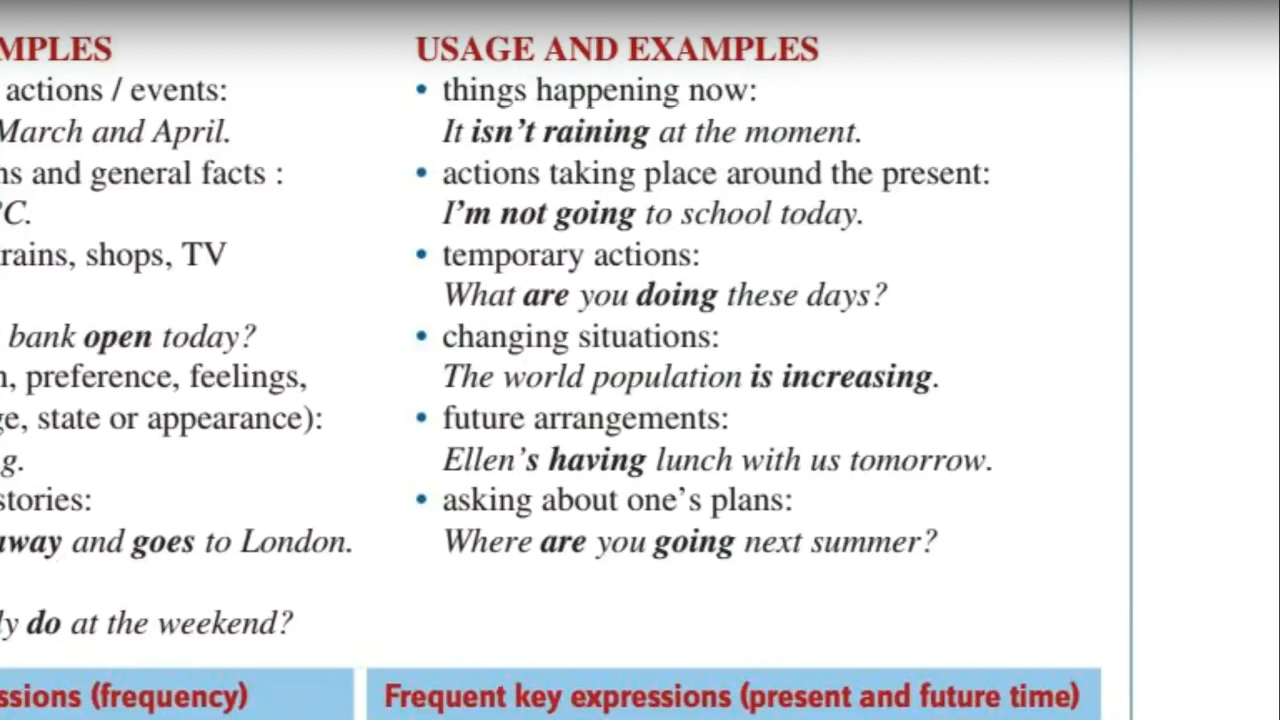 MPLES
actions / events:
March and April.
ns and general facts :
°C.
rains, shops, TV
bank open today?
n, preference, feelings,
ge, state or appearance):
g.
stories:
away and goes to London.
ly do at the weekend?
ssions (frequency)
USAGE AND EXAMPLES
• things happening now:
It isn’t raining at the moment.
• actions taking place around the present:
I’m not going to school today.
• temporary actions:
What are you doing these days?
• changing situations:
The world population is increasing.
• future arrangements:
Ellen’s having lunch with us tomorrow.
• asking about one’s plans:
Where are you going next summer?
Frequent key expressions (present and future time)